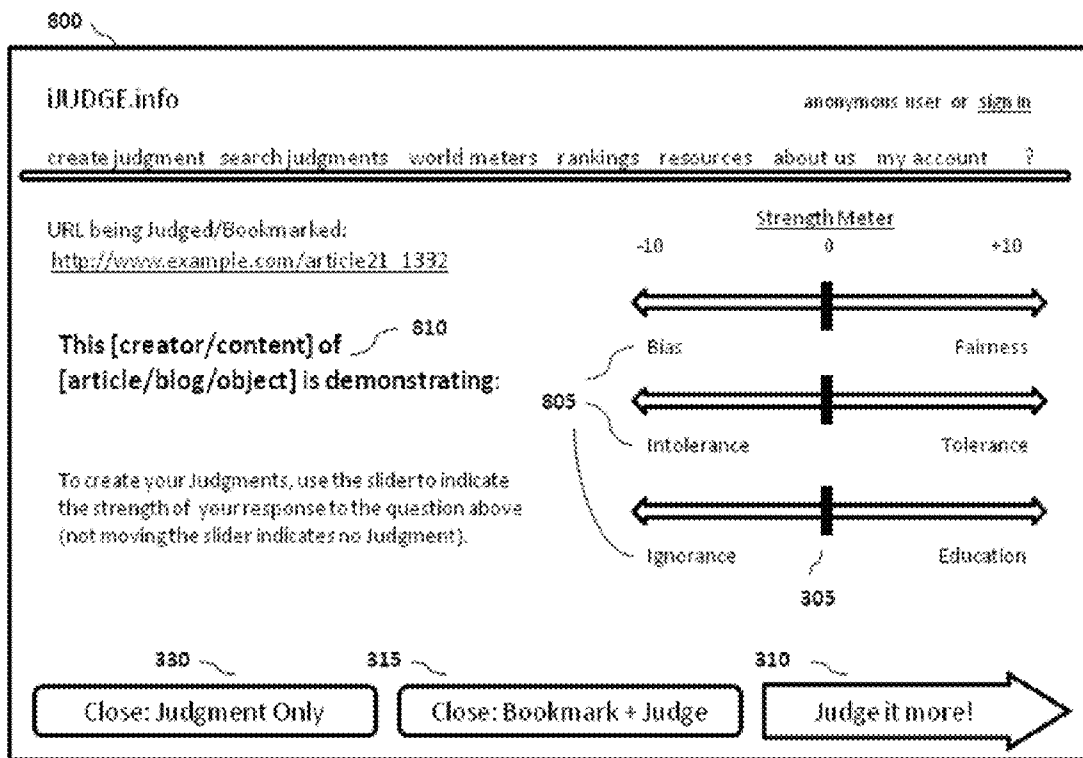 800
iJUDGE.info
anonymous user or sign in
create judgment search judgments world meters rankings resources about us my account ?
URL being Judged/Bookmarked:
http://www.example.com/article21_1332
Strength Meter
-10 0 +10
This [creator/content] of
[article/blog/object] is demonstrating:
810
Bias Fairness
805
Intolerance Tolerance
To create your Judgments, use the slider to indicate
the strength of your response to the question above
(not moving the slider indicates no Judgment).
Ignorance Education
305
330 315 310
Close: Judgment Only Close: Bookmark + Judge Judge it more!